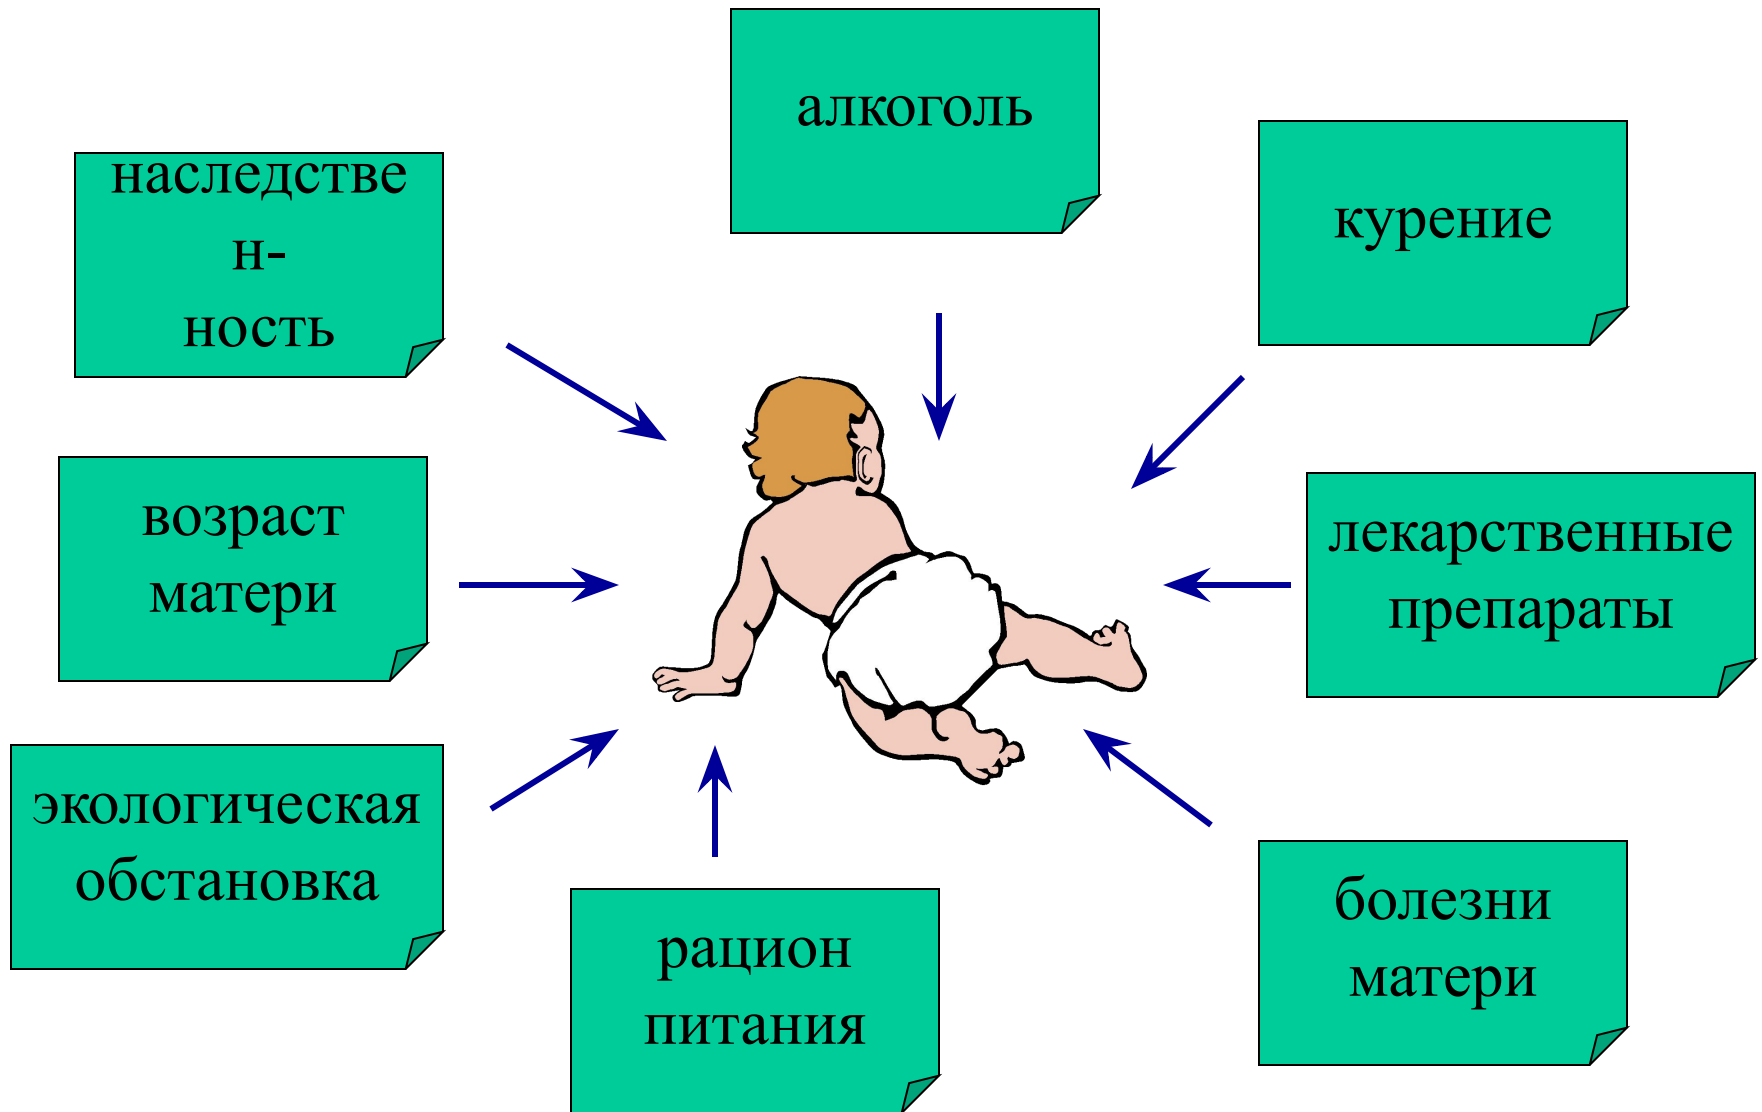 алкоголь
наследстве
н-
ность
курение
возраст
матери
лекарственные
препараты
экологическая
обстановка
рацион
питания
болезни
матери